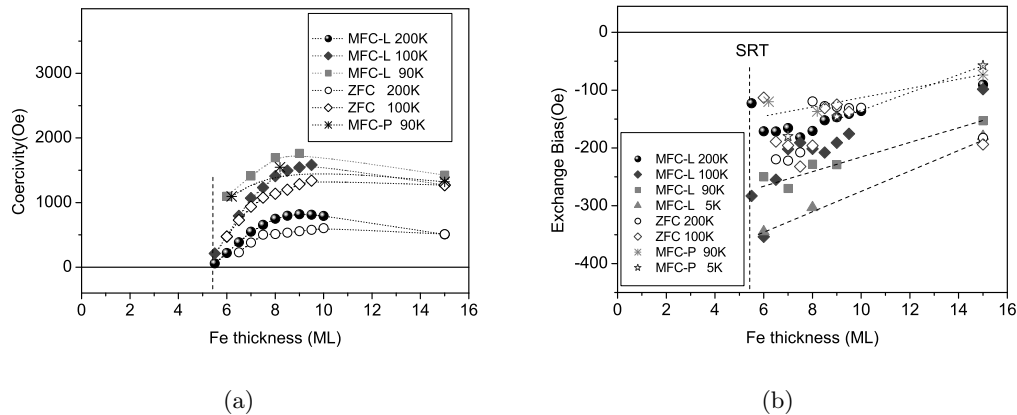 MFC-L 200K
MFC-L 100K
MFC-L 90K
ZFC 200K
ZFC 100K
MFC-P 90K
Coercivity(Oe)
3000
2000
1000
0
0 2 4 6 8 10 12 14 16
Fe thickness (ML)
(a)
SRT
Exchange Bias(Oe)
0
-100
-200
-300
-400
MFC-L 200K
MFC-L 100K
MFC-L 90K
MFC-L 5K
ZFC 200K
ZFC 100K
MFC-P 90K
MFC-P 5K
0 2 4 6 8 10 12 14 16
Fe thickness (ML)
(b)